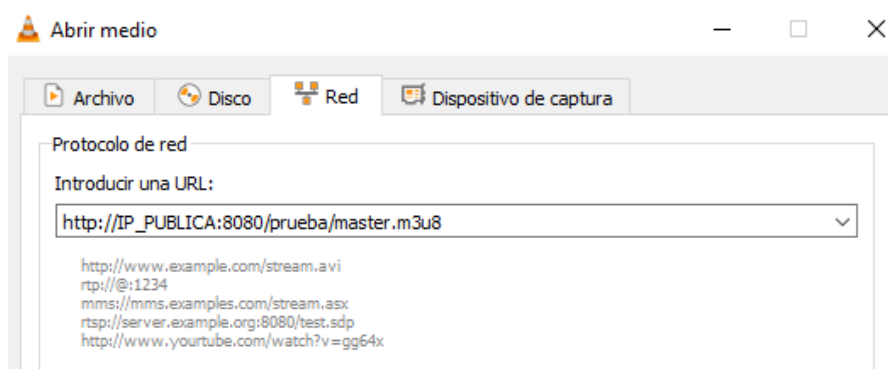 Abrir medio
Archivo Disco Red Dispositivo de captura
Protocolo de red
Introducir una URL:
http://IP_PUBLICA:8080/prueba/master.m3u8
http://www.example.com/stream.avi
rtp://@:1234
mms://mms.examples.com/stream.asx
rtsp://server.example.org:8080/test.sdp
http://www.yourtube.com/watch?v=gg64x